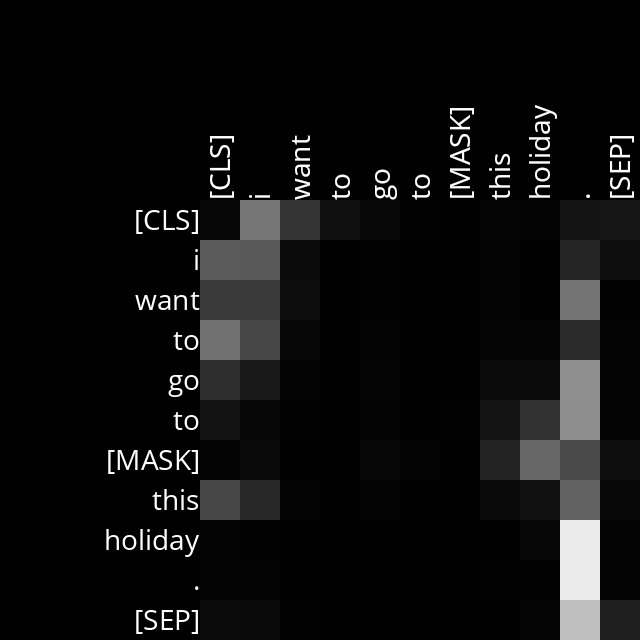 [CLS] i want to go to [MASK] this holiday . [SEP]
[CLS]
i
want
to
go
to
[MASK]
this
holiday
.
[SEP]